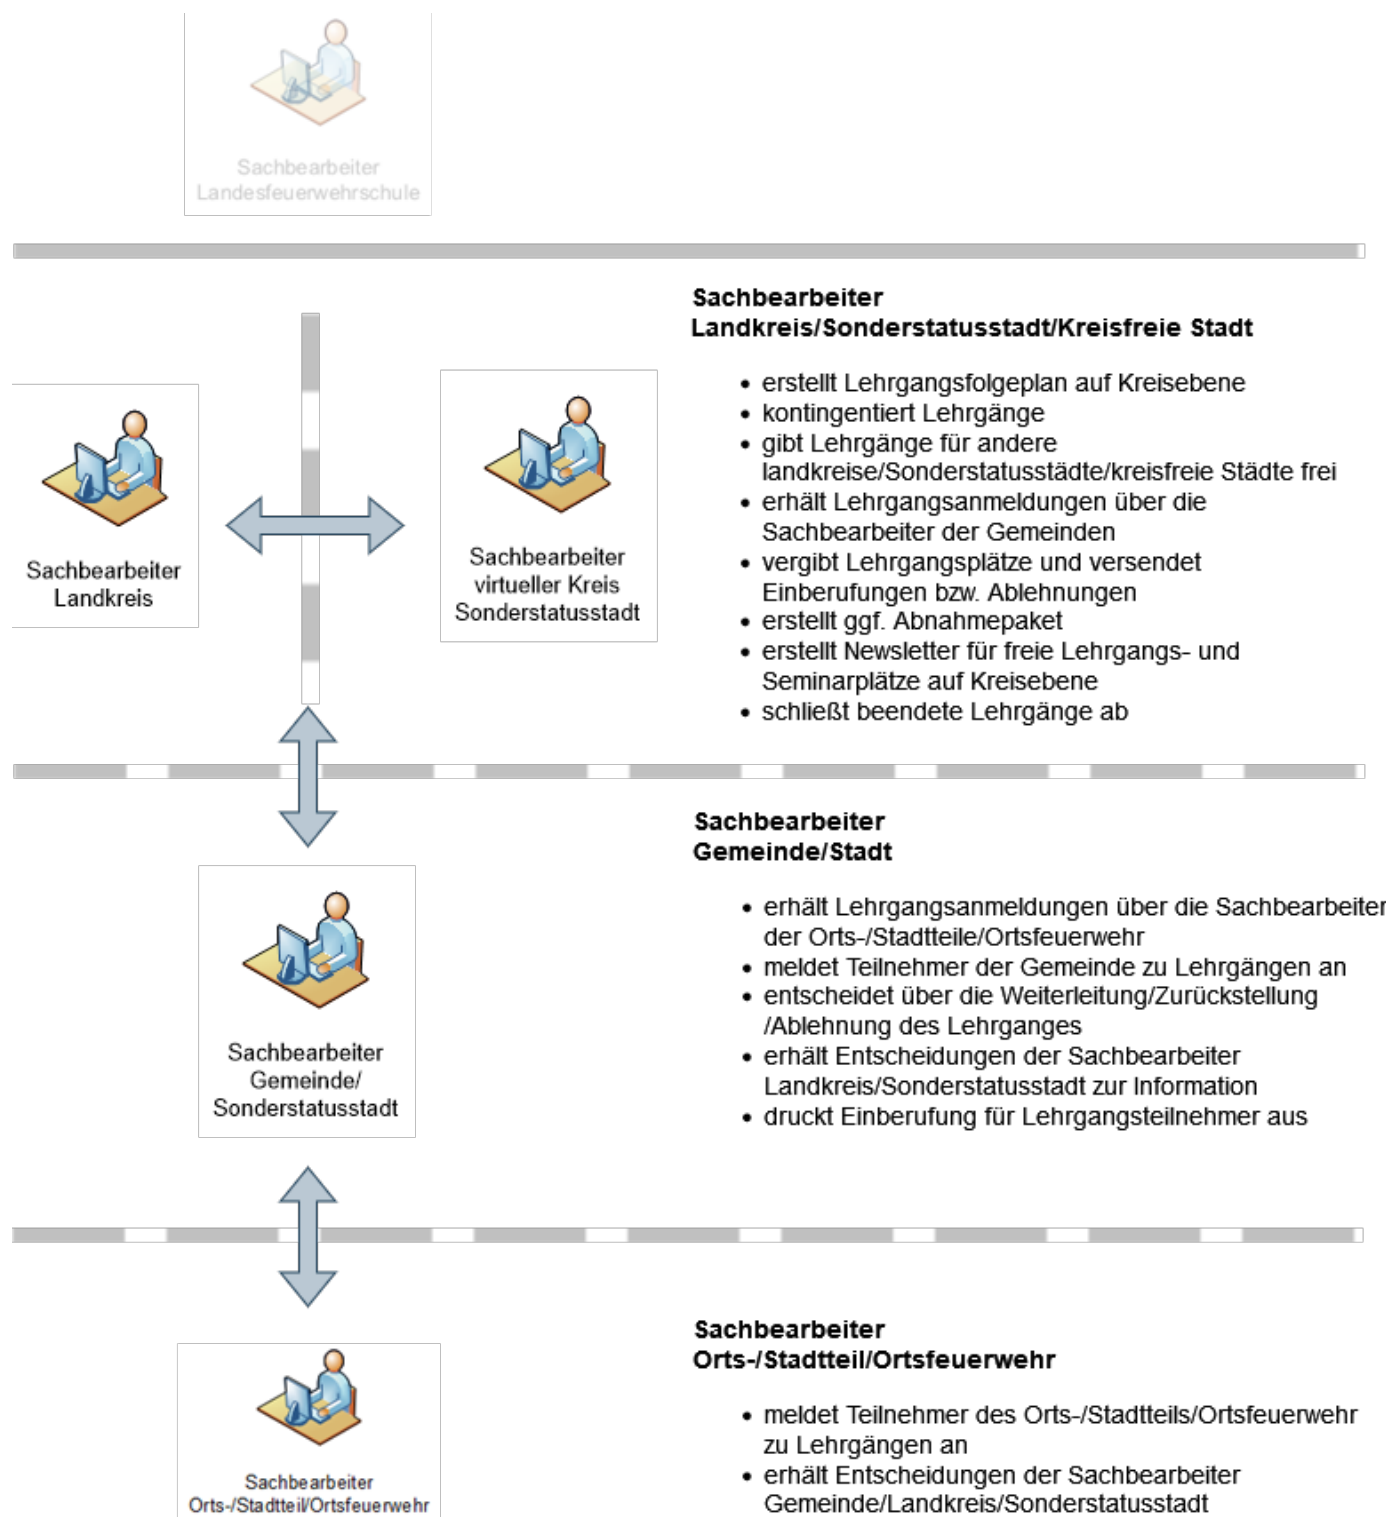 Sachbearbeiter
Landesfeuerwehrschule
Sachbearbeiter
Landkreis/Sonderstatusstadt/Kreisfreie Stadt
• erstellt Lehrgangsfolgeplan auf Kreisebene
• kontingentiert Lehrgänge
• gibt Lehrgänge für andere
landkreise/Sonderstatusstädte/kreisfreie Städte frei
• erhält Lehrgangsanmeldungen über die
Sachbearbeiter der Gemeinden
• vergibt Lehrgangsplätze und versendet
Einberufungen bzw. Ablehnungen
• erstellt ggf. Abnahmepaket
• erstellt Newsletter für freie Lehrgangs- und
Seminarplätze auf Kreisebene
• schließt beendete Lehrgänge ab
Sachbearbeiter
Landkreis
Sachbearbeiter
virtueller Kreis
Sonderstatusstadt
Sachbearbeiter
Gemeinde/Stadt
• erhält Lehrgangsanmeldungen über die Sachbearbeiter
der Orts-/Stadtteile/Ortsfeuerwehr
• meldet Teilnehmer der Gemeinde zu Lehrgängen an
• entscheidet über die Weiterleitung/Zurückstellung
/Ablehnung des Lehrganges
• erhält Entscheidungen der Sachbearbeiter
Landkreis/Sonderstatusstadt zur Information
• druckt Einberufung für Lehrgangsteilnehmer aus
Sachbearbeiter
Gemeinde/
Sonderstatusstadt
Sachbearbeiter
Orts-/Stadtteil/Ortsfeuerwehr
• meldet Teilnehmer des Orts-/Stadtteils/Ortsfeuerwehr
zu Lehrgängen an
• erhält Entscheidungen der Sachbearbeiter
Gemeinde/Landkreis/Sonderstatusstadt
Sachbearbeiter
Orts-/Stadtteil/Ortsfeuerwehr